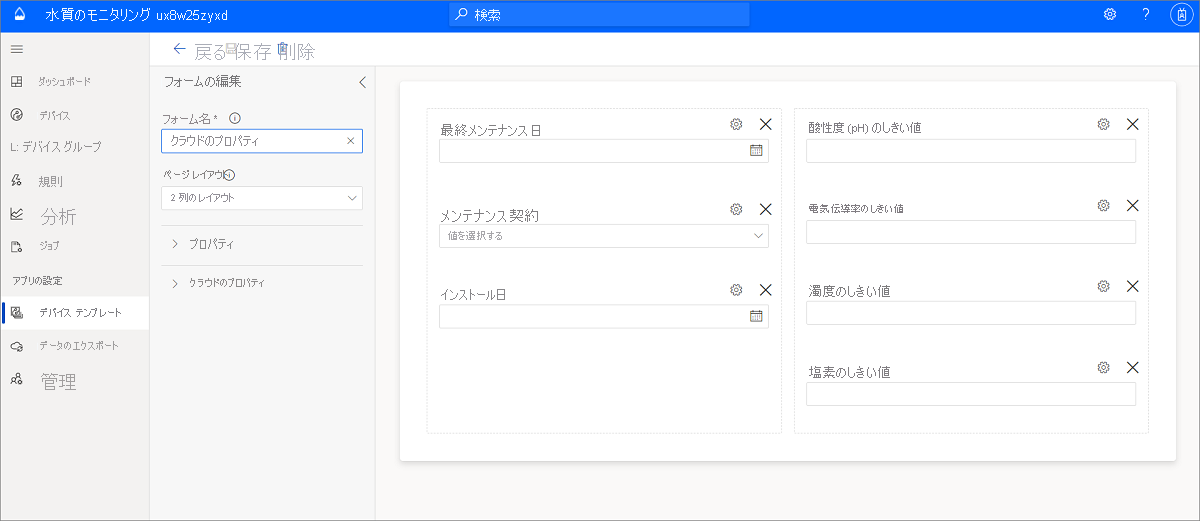 水質のモニタリング ux8w25zyxd
検索
?
戻る 保存 削除
ダッシュボード
デバイス
L: デバイス グループ
規則
分析
ジョブ
アプリの設定
デバイス テンプレート
データのエクスポート
管理
フォームの編集
フォーム名 *
クラウドのプロパティ
ページ レイアウト
2 列のレイアウト
プロパティ
クラウドのプロパティ
最終メンテナンス日
メンテナンス契約
値を選択する
インストール日
酸性度 (pH) のしきい値
電気伝導率のしきい値
濁度のしきい値
塩素のしきい値